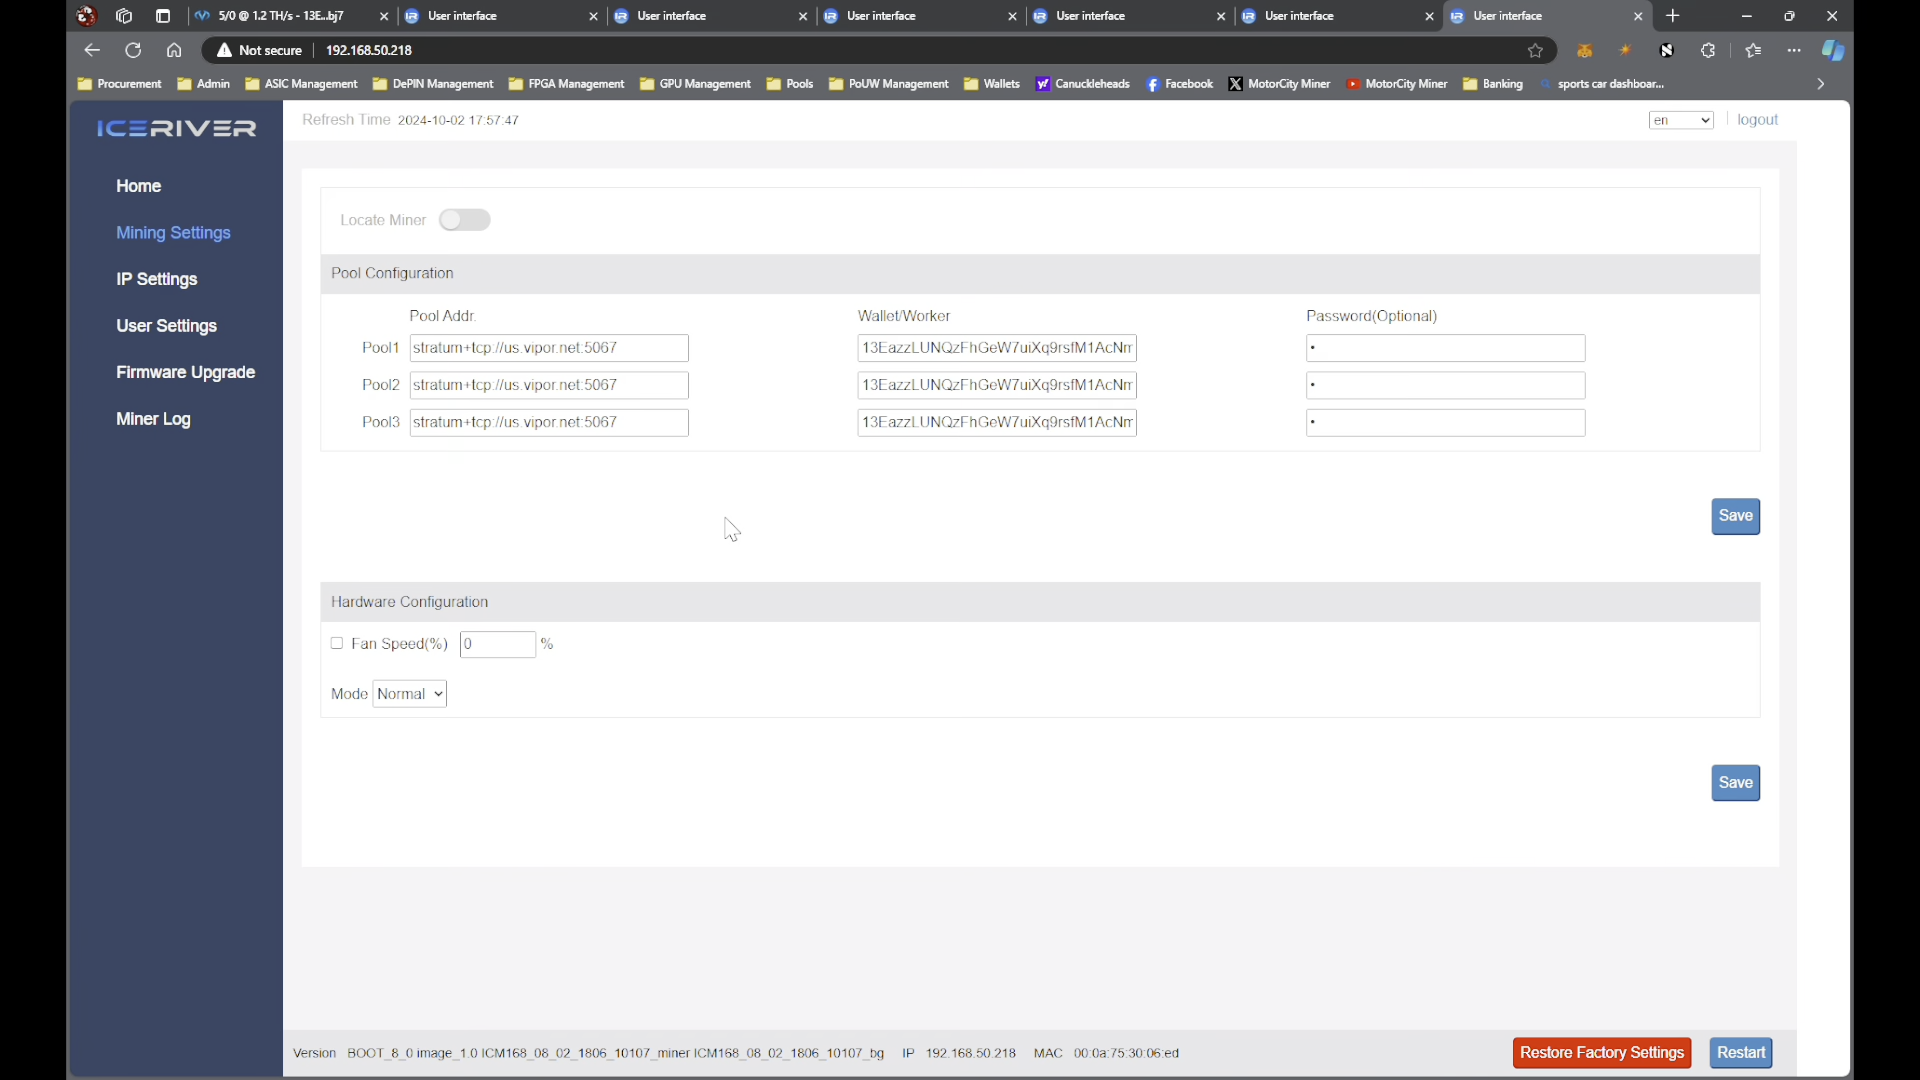 5/0 @ 1.2 TH/s - 13E...bj7
User interface
User interface
User interface
User interface
User interface
User interface
Not secure
192.168.50.218
Procurement
Admin
ASIC Management
DePIN Management
FPGA Management
GPU Management
Pools
PoUW Management
Wallets
Canuckleheads
Facebook
MotorCity Miner
MotorCity Miner
Banking
sports car dashboar...
ICERIVER
Refresh Time 2024-10-02 17:57:47
en
logout
Home
Mining Settings
IP Settings
User Settings
Firmware Upgrade
Miner Log
Locate Miner
Pool Configuration
Pool Addr.
Wallet/Worker
Password(Optional)
Pool1 stratum+tcp://us.vipor.net:5067 13EazzLUNQzFhGeW7uiXq9rsfM1AcNm •
Pool2 stratum+tcp://us.vipor.net:5067 13EazzLUNQzFhGeW7uiXq9rsfM1AcNm •
Pool3 stratum+tcp://us.vipor.net:5067 13EazzLUNQzFhGeW7uiXq9rsfM1AcNm •
Save
Hardware Configuration
Fan Speed(%) 0 %
Mode Normal
Save
Version BOOT_8_0 image_1.0 ICM168_08_02_1806_10107_miner ICM168_08_02_1806_10107_bg IP 192.168.50.218 MAC 00:0a:75:30:06:ed
Restore Factory Settings
Restart